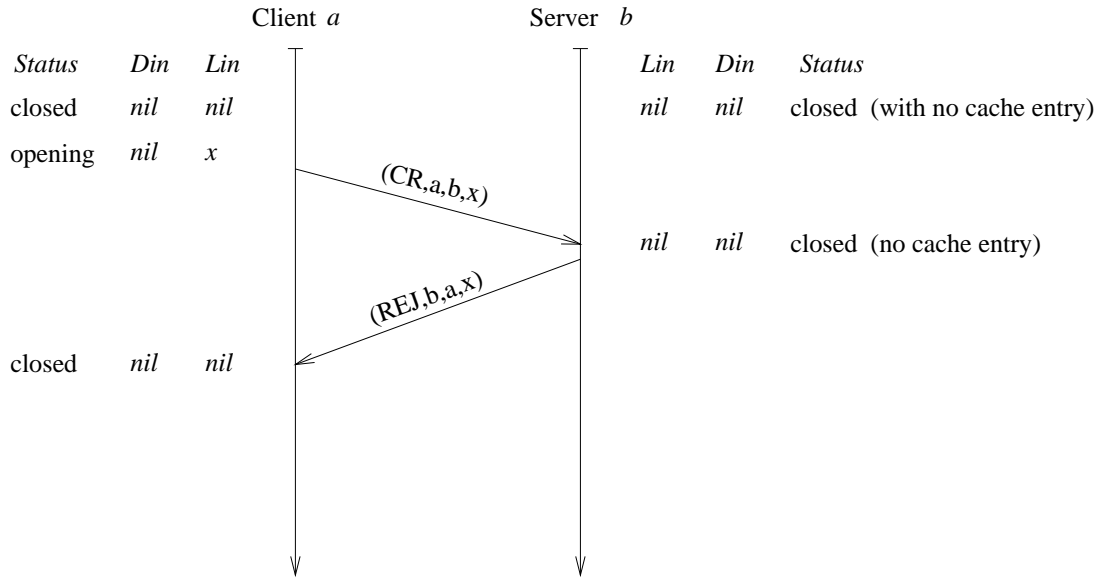 Client a Server b
Status Din Lin Lin Din Status
closed nil nil nil nil closed (with no cache entry)
opening nil x
(CR,a,b,x)
nil nil closed (no cache entry)
(REJ,b,a,x)
closed nil nil